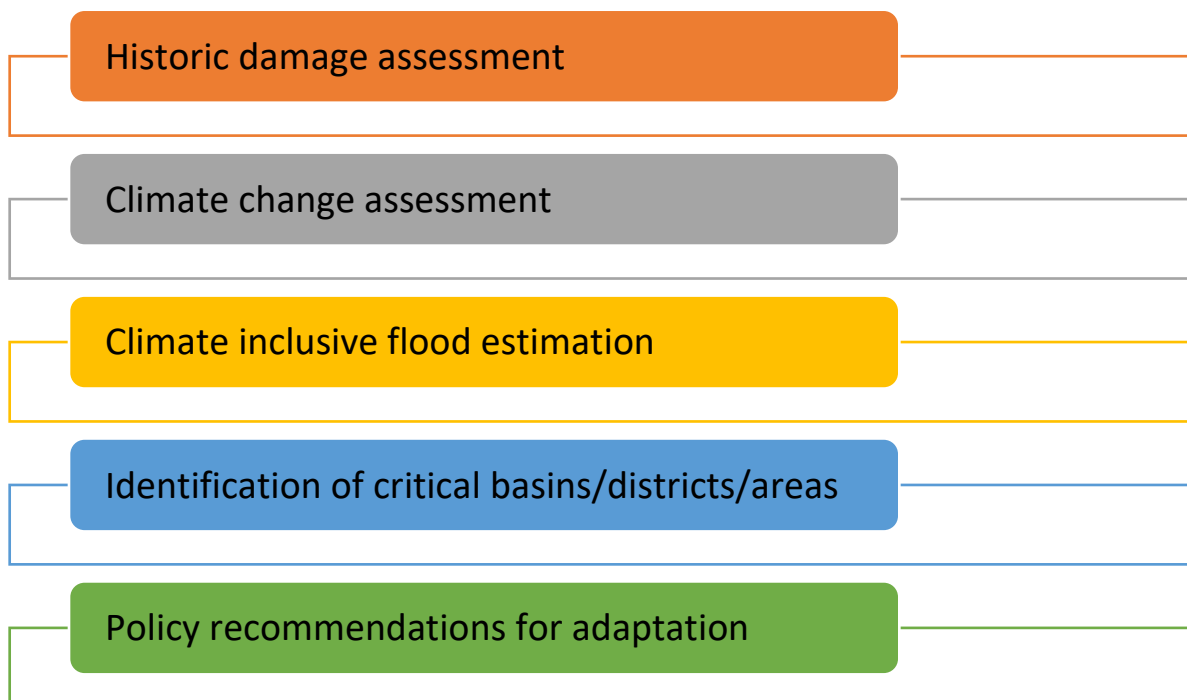 Historic damage assessment
Climate change assessment
Climate inclusive flood estimation
Identification of critical basins/districts/areas
Policy recommendations for adaptation